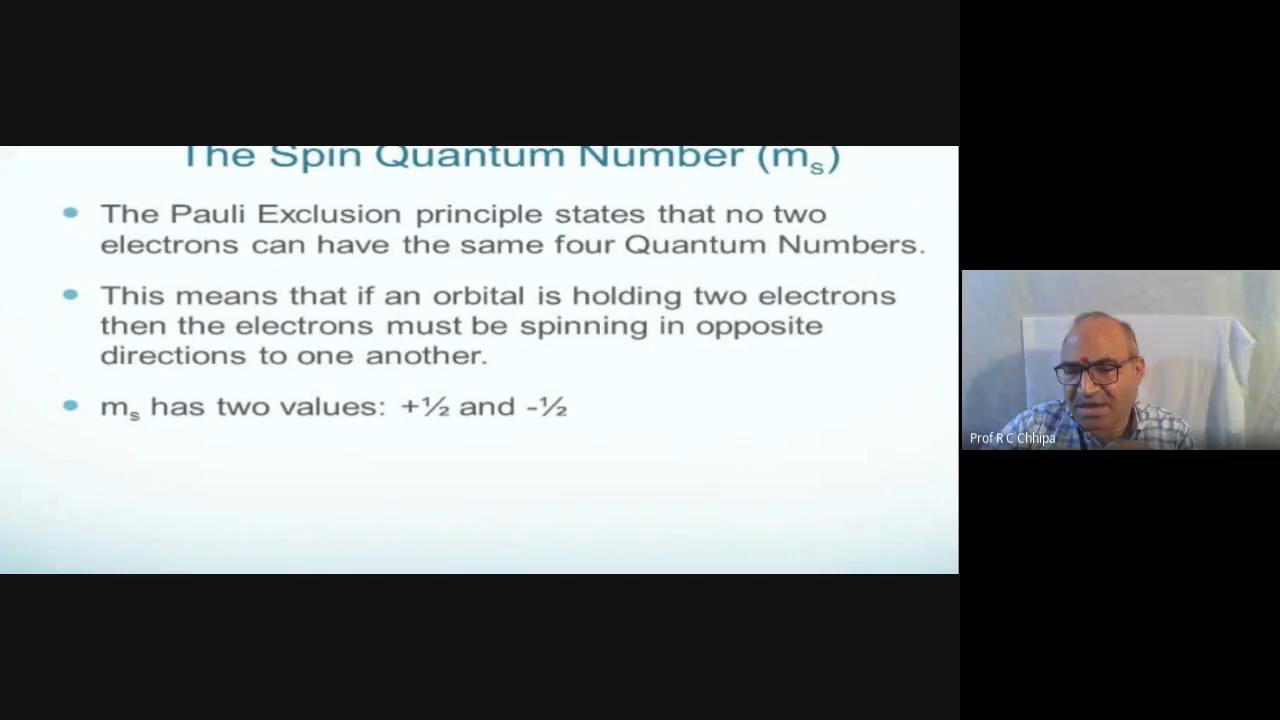 The Spin Quantum Number (mₛ)
• The Pauli Exclusion principle states that no two
electrons can have the same four Quantum Numbers.
• This means that if an orbital is holding two electrons
then the electrons must be spinning in opposite
directions to one another.
• mₛ has two values: +½ and -½
Prof R C Chhipa